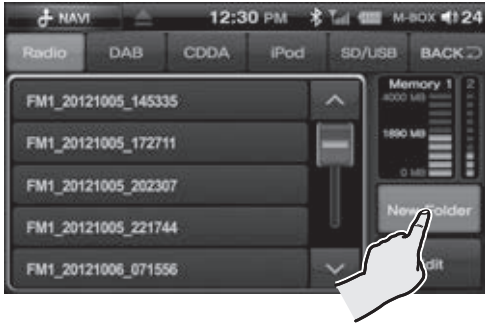 NAVI 12:30 PM M-BOX 24
Radio DAB CDDA iPod SD/USB BACK
FM1_20121005_145335
FM1_20121005_172711
FM1_20121005_202307
FM1_20121005_221744
FM1_20121006_071556
Memory 1 2
4000 MB
1890 MB
0 MB
New Folder
Edit